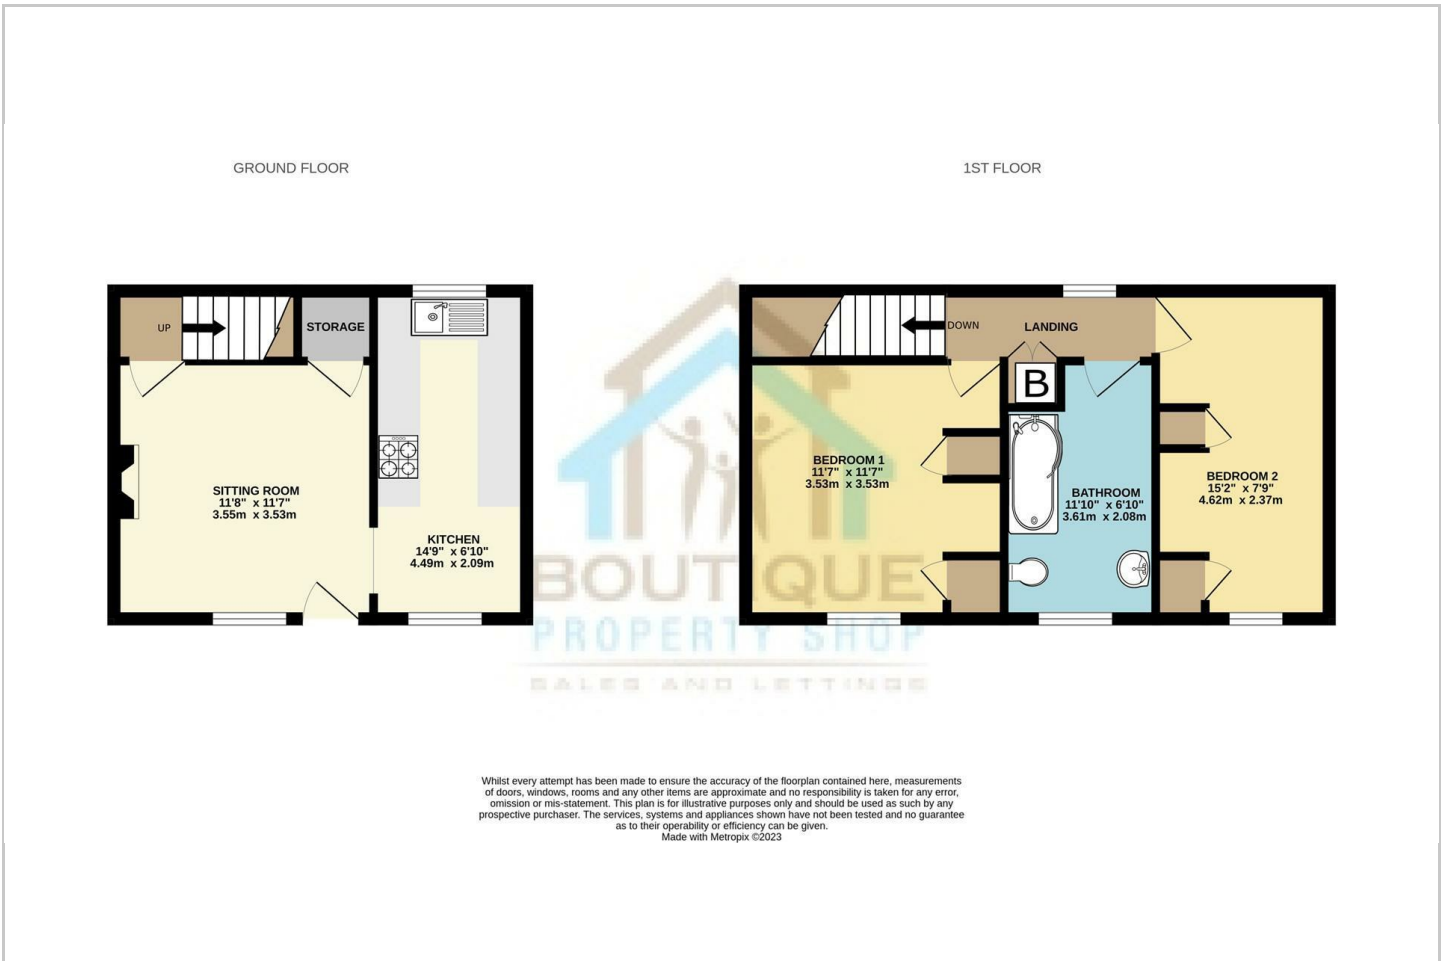 GROUND FLOOR
1ST FLOOR
UP
STORAGE
SITTING ROOM
11'8" x 11'7"
3.55m x 3.53m
KITCHEN
14'9" x 6'10"
4.49m x 2.09m
DOWN
LANDING
B
BEDROOM 1
11'7" x 11'7"
3.53m x 3.53m
BATHROOM
11'10" x 6'10"
3.61m x 2.08m
BEDROOM 2
15'2" x 7'9"
4.62m x 2.37m
BOUTIQUE
PROPERTY SHOP
SALES AND LETTINGS
Whilst every attempt has been made to ensure the accuracy of the floorplan contained here, measurements
of doors, windows, rooms and any other items are approximate and no responsibility is taken for any error,
omission or mis-statement. This plan is for illustrative purposes only and should be used as such by any
prospective purchaser. The services, systems and appliances shown have not been tested and no guarantee
as to their operability or efficiency can be given.
Made with Metropix ©2023